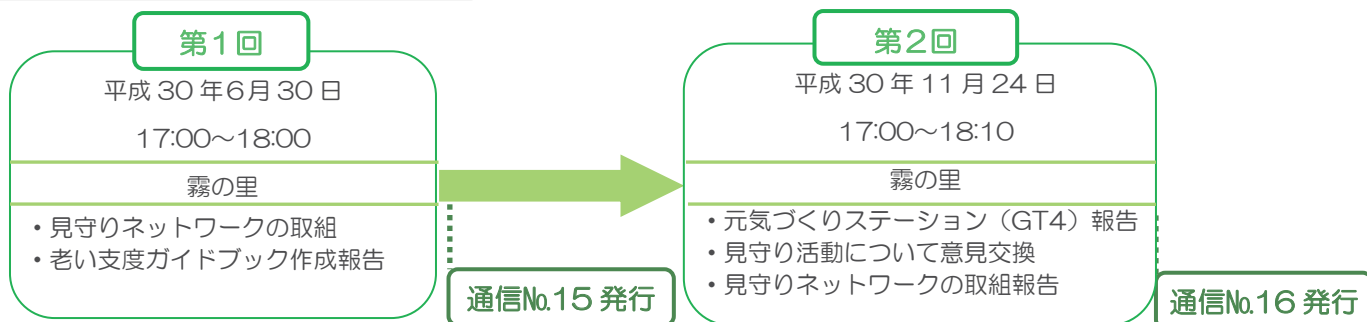 第1回
平成 30 年6月 30 日
17:00～18:00
霧の里
・見守りネットワークの取組
・老い支度ガイドブック作成報告
通信№15 発行
第2回
平成 30 年 11 月 24 日
17:00～18:10
霧の里
・元気づくりステーション（GT4）報告
・見守り活動について意見交換
・見守りネットワークの取組報告
通信№16 発行